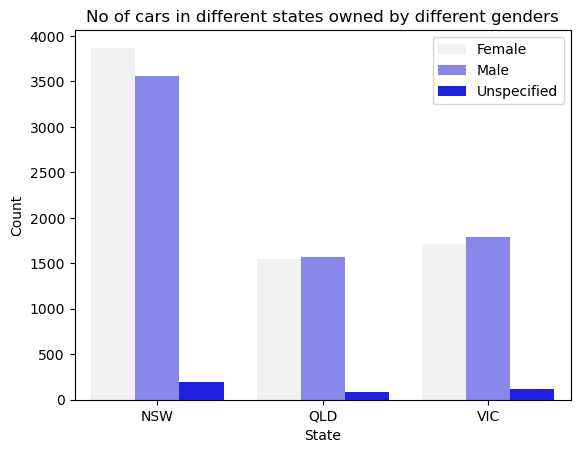 No of cars in different states owned by different genders
Female
Male
Unspecified
4000
3500
3000
2500
2000
1500
1000
500
0
Count
NSW
QLD
VIC
State